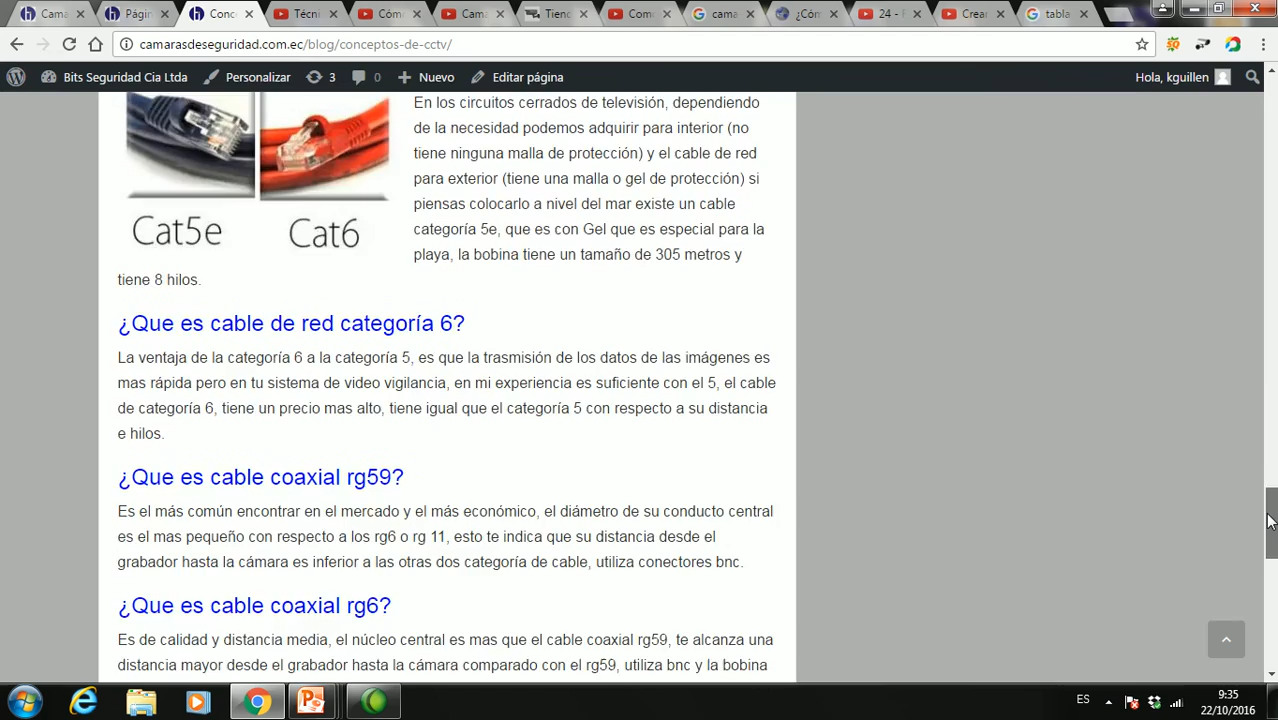 Camar
Págin
Conc
Técni
Cómo
Cama
Tiend
Como
cama
¿Cóm
24 -
Crear
tabla
camarasdeseguridad.com.ec/blog/conceptos-de-cctv/
Bits Seguridad Cia Ltda
Personalizar
3
0
Nuevo
Editar página
Hola, kguillen
En los circuitos cerrados de televisión, dependiendo
de la necesidad podemos adquirir para interior (no
tiene ninguna malla de protección) y el cable de red
para exterior (tiene una malla o gel de protección) si
piensas colocarlo a nivel del mar existe un cable
categoría 5e, que es con Gel que es especial para la
playa, la bobina tiene un tamaño de 305 metros y
tiene 8 hilos.
Cat5e
Cat6
¿Que es cable de red categoría 6?
La ventaja de la categoría 6 a la categoría 5, es que la trasmisión de los datos de las imágenes es
mas rápida pero en tu sistema de video vigilancia, en mi experiencia es suficiente con el 5, el cable
de categoría 6, tiene un precio mas alto, tiene igual que el categoría 5 con respecto a su distancia
e hilos.
¿Que es cable coaxial rg59?
Es el más común encontrar en el mercado y el más económico, el diámetro de su conducto central
es el mas pequeño con respecto a los rg6 o rg 11, esto te indica que su distancia desde el
grabador hasta la cámara es inferior a las otras dos categoría de cable, utiliza conectores bnc.
¿Que es cable coaxial rg6?
Es de calidad y distancia media, el núcleo central es mas que el cable coaxial rg59, te alcanza una
distancia mayor desde el grabador hasta la cámara comparado con el rg59, utiliza bnc y la bobina
ES
9:35
22/10/2016